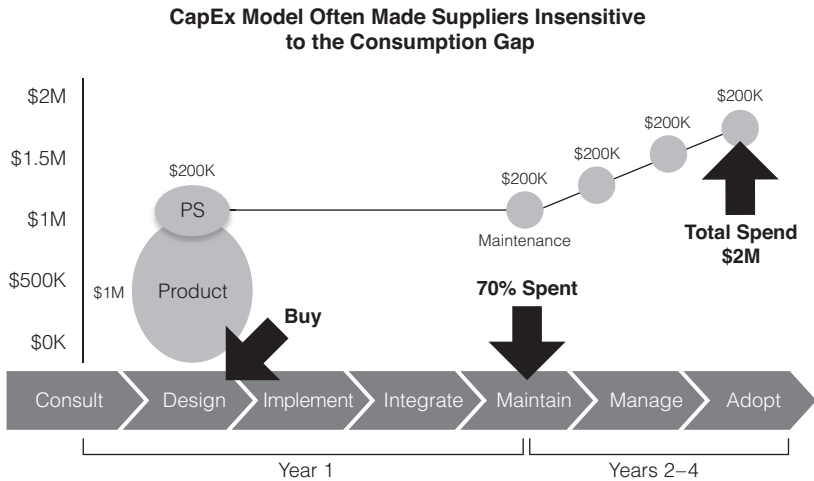 CapEx Model Often Made Suppliers Insensitive
to the Consumption Gap
$2M
$1.5M
$1M
$500K
$0K
$200K
PS
$1M
Product
Buy
$200K
Maintenance
$200K
$200K
$200K
70% Spent
Total Spend
$2M
Consult
Design
Implement
Integrate
Maintain
Manage
Adopt
Year 1
Years 2–4